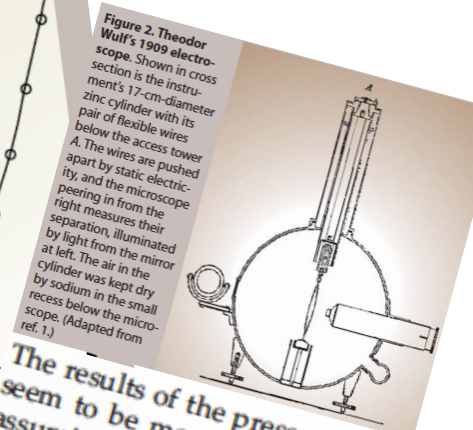 Figure 2. Theodor
Wulf's 1909 electro-
scope. Shown in cross
section is the instru-
ment's 17-cm-diameter
zinc cylinder with its
pair of flexible wires
below the access tower
A. The wires are pushed
apart by static electric-
ity, and the microscope
peering in from the
right measures their
separation, illuminated
by light from the mirror
at left. The air in the
cylinder was kept dry
by sodium in the small
recess below the micro-
scope. (Adapted from
ref. 1.)
A
The results of the
seem to be